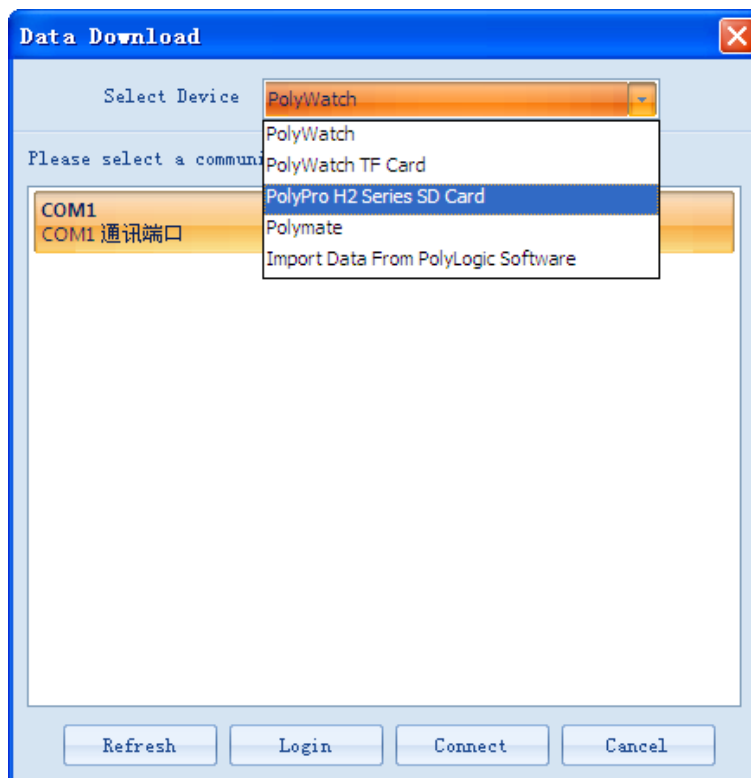 Data Download
Select Device
PolyWatch
PolyWatch
PolyWatch TF Card
PolyPro H2 Series SD Card
Polymate
Import Data From PolyLogic Software
Please select a
COM1
COM1 通讯端口
Refresh
Login
Connect
Cancel